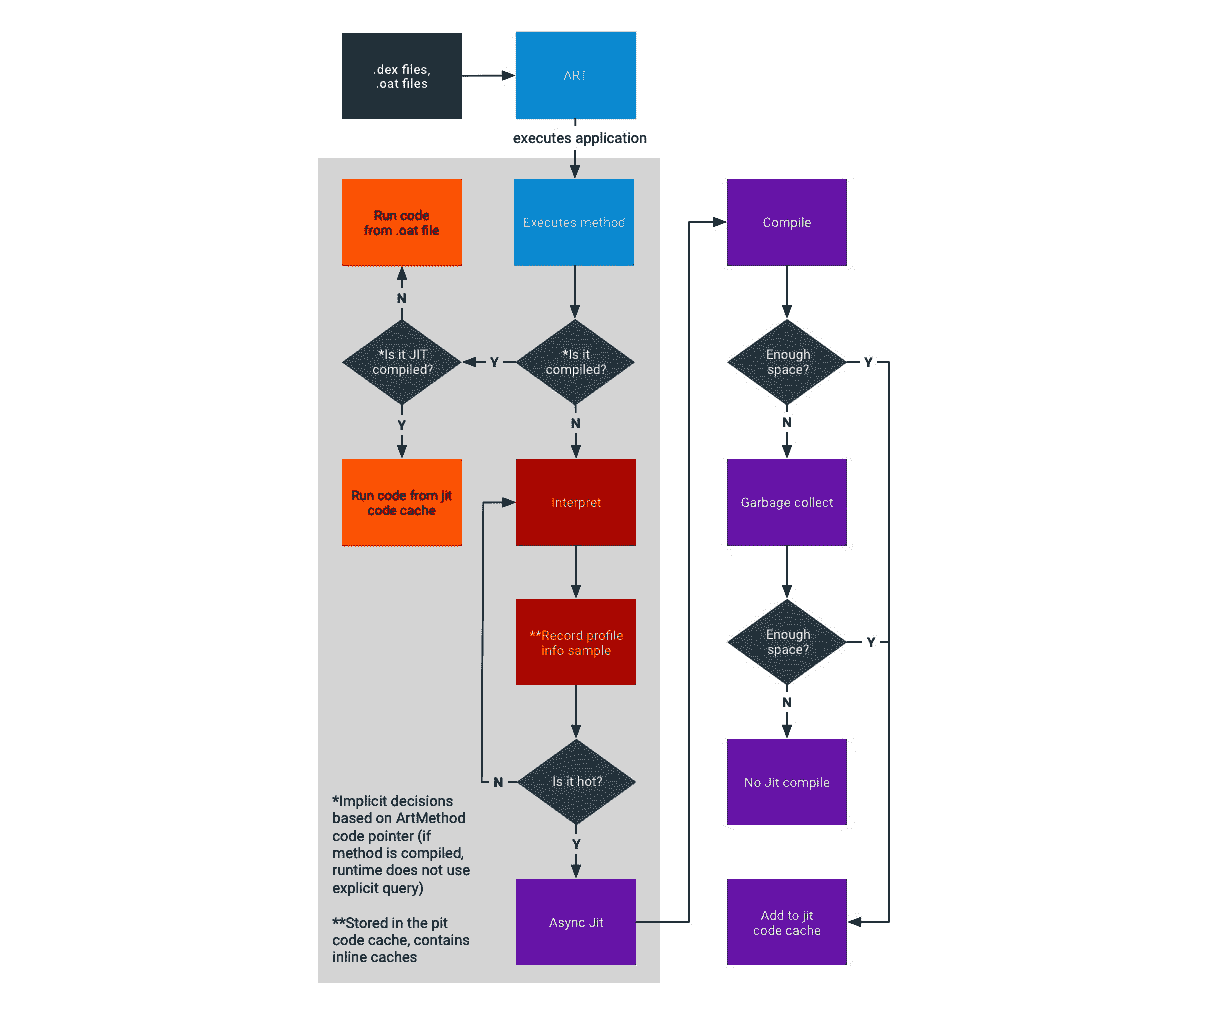 .dex files,
.oat files
ART
executes application
Run code
from .oat file
Executes method
Compile
N
*Is it JIT
compiled?
Y
*Is it
compiled?
Enough
space?
Y
Y
N
N
Run code from jit
code cache
Interpret
Garbage collect
**Record profile
info sample
Enough
space?
Y
N
Is it hot?
N
No Jit compile
*Implicit decisions
based on ArtMethod
code pointer (if
method is compiled,
runtime does not use
explicit query)
Y
**Stored in the pit
code cache, contains
inline caches
Async Jit
Add to jit
code cache